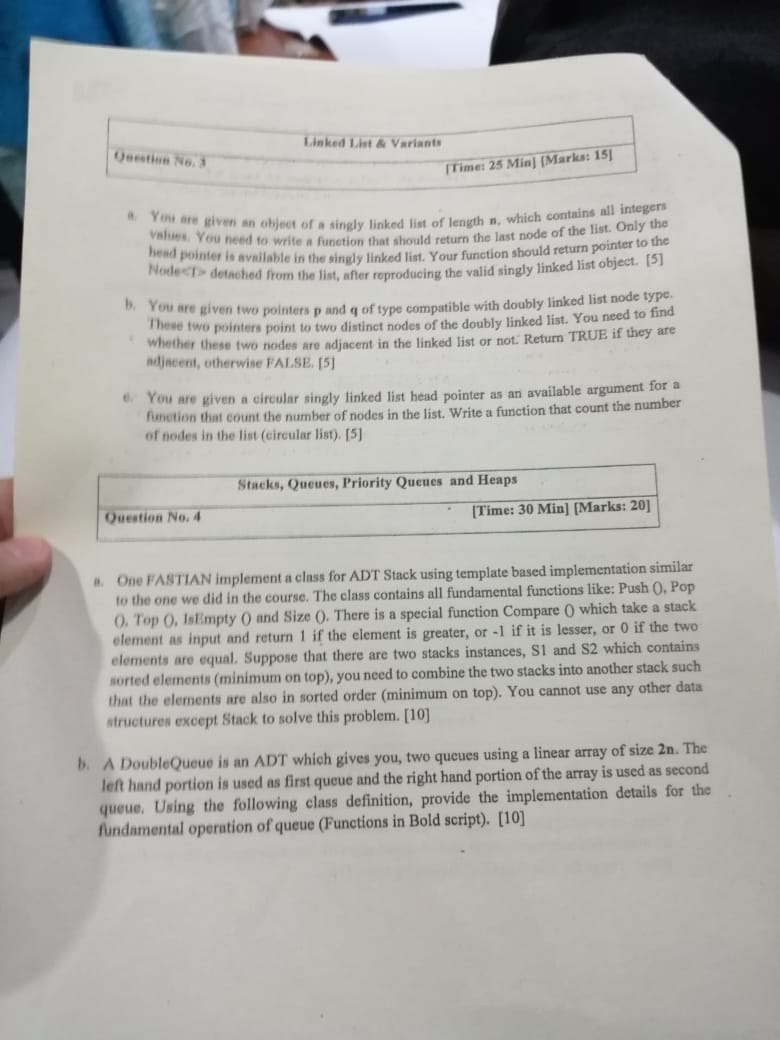 Linked List & Variants
Question No. 3
[Time: 25 Min] [Marks: 15]
a. You are given an object of a singly linked list of length n, which contains all integers
values. You need to write a function that should return the last node of the list. Only the
head pointer is available in the singly linked list. Your function should return pointer to the
Node<T> detached from the list, after reproducing the valid singly linked list object. [5]
b. You are given two pointers p and q of type compatible with doubly linked list node type.
These two pointers point to two distinct nodes of the doubly linked list. You need to find
whether these two nodes are adjacent in the linked list or not. Return TRUE if they are
adjacent, otherwise FALSE. [5]
c. You are given a circular singly linked list head pointer as an available argument for a
function that count the number of nodes in the list. Write a function that count the number
of nodes in the list (circular list). [5]
Stacks, Queues, Priority Queues and Heaps
Question No. 4
[Time: 30 Min] [Marks: 20]
a. One FASTIAN implement a class for ADT Stack using template based implementation similar
to the one we did in the course. The class contains all fundamental functions like: Push (), Pop
(), Top (), IsEmpty () and Size (). There is a special function Compare () which take a stack
element as input and return 1 if the element is greater, or -1 if it is lesser, or 0 if the two
elements are equal. Suppose that there are two stacks instances, S1 and S2 which contains
sorted elements (minimum on top), you need to combine the two stacks into another stack such
that the elements are also in sorted order (minimum on top). You cannot use any other data
structures except Stack to solve this problem. [10]
b. A DoubleQueue is an ADT which gives you, two queues using a linear array of size 2n. The
left hand portion is used as first queue and the right hand portion of the array is used as second
queue. Using the following class definition, provide the implementation details for the
fundamental operation of queue (Functions in Bold script). [10]